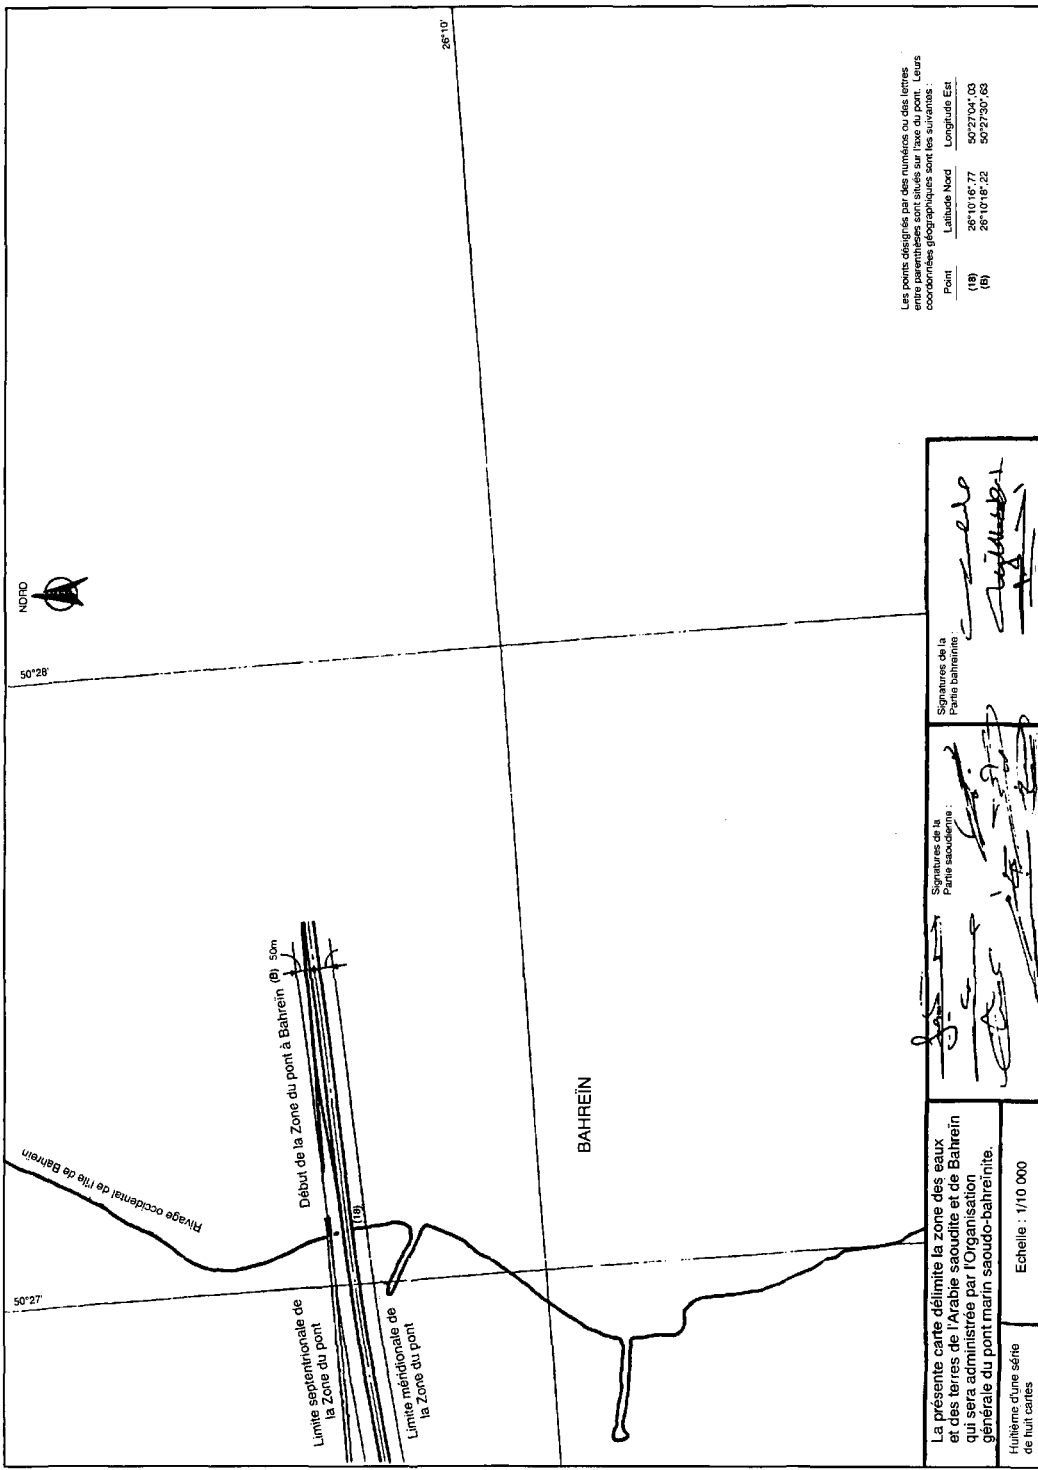 NORD
26°10'
50°28'
50°27'
Rivage occidental de l'île de Bahreïn
Début de la Zone du pont à Bahreïn (B) 50m
(18)
Limite septentrionale de
la Zone du pont
Limite méridionale de
la Zone du pont
BAHREÏN
Les points désignés par des numéros ou des lettres
entre parenthèses sont situés sur l'axe du pont. Leurs
coordonnées géographiques sont les suivantes :
Point Latitude Nord Longitude Est
(18) 26°10'16",77 50°27'04",03
(B) 26°10'18",22 50°27'30",63
La présente carte délimite la zone des eaux
et des terres de l'Arabie saoudite et de Bahreïn
qui sera administrée par l'Organisation
générale du pont marin saoudo-bahreïnite.
Huitième d'une série
de huit cartes
Echelle : 1/10 000
Signatures de la
Partie saoudienne :
Signatures de la
Partie bahreïnite :